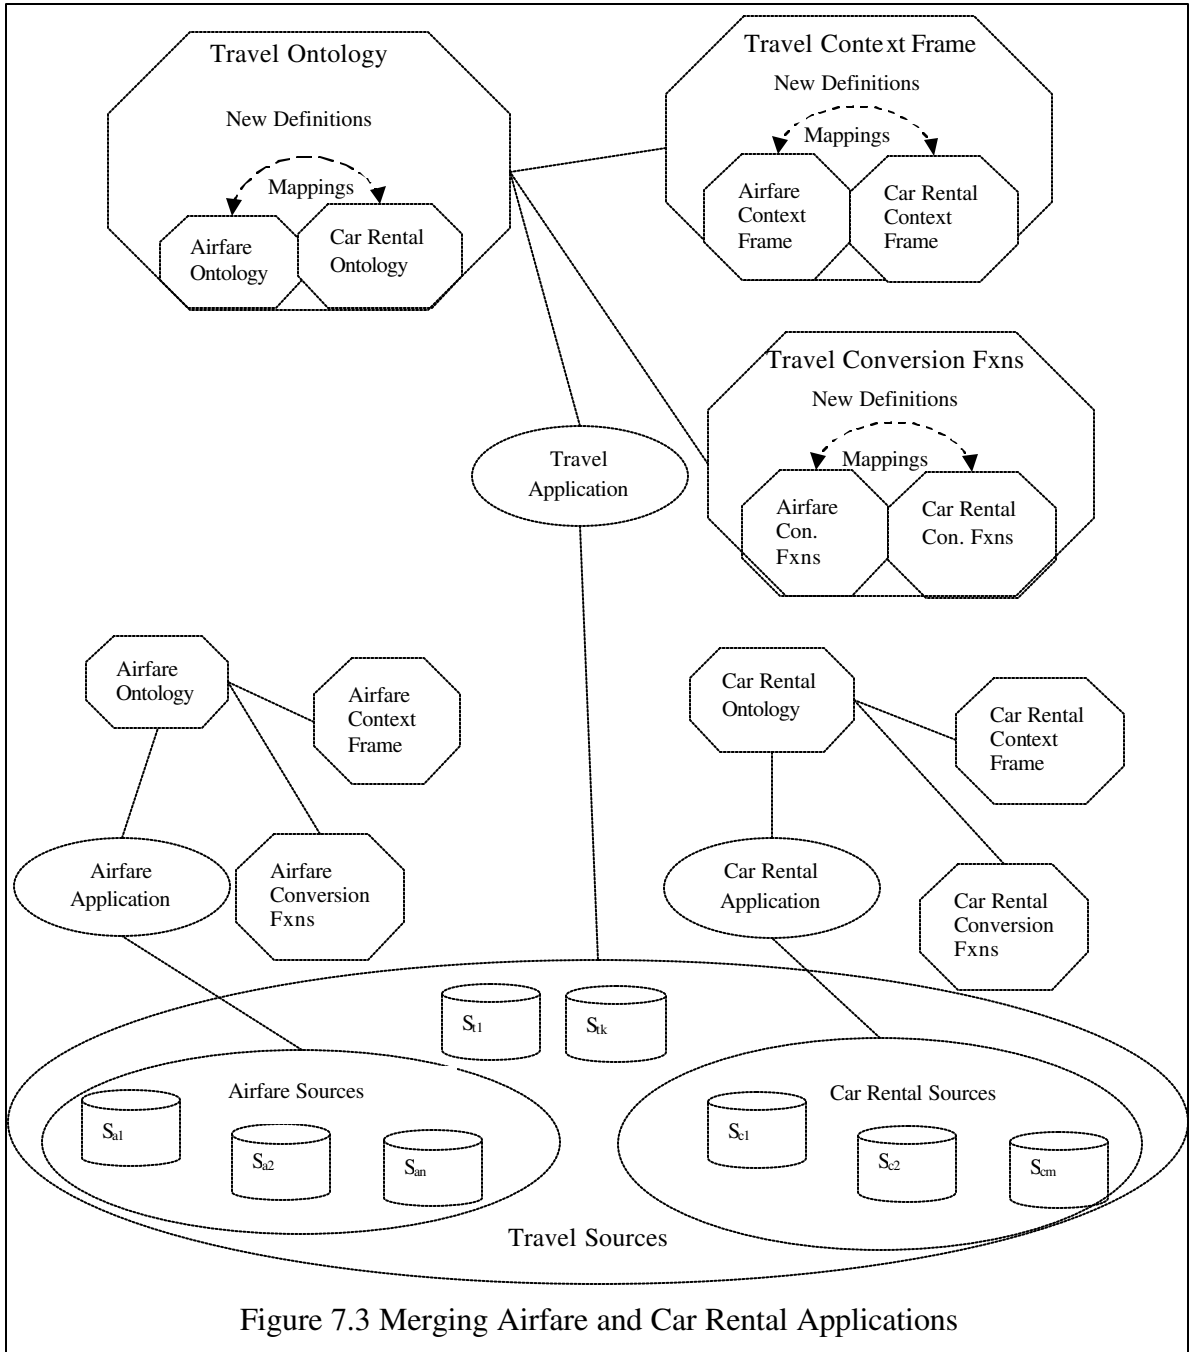 Travel Ontology
New Definitions
Mappings
Airfare
Ontology
Car Rental
Ontology
Travel Context Frame
New Definitions
Mappings
Airfare
Context
Frame
Car Rental
Context
Frame
Travel Conversion Fxns
New Definitions
Mappings
Airfare
Con.
Fxns
Car Rental
Con. Fxns
Travel
Application
Airfare
Ontology
Airfare
Context
Frame
Airfare
Application
Airfare
Conversion
Fxns
Car Rental
Ontology
Car Rental
Context
Frame
Car Rental
Application
Car Rental
Conversion
Fxns
St1
Stk
Airfare Sources
Sa1
Sa2
San
Car Rental Sources
Sc1
Sc2
Scm
Travel Sources
Figure 7.3 Merging Airfare and Car Rental Applications